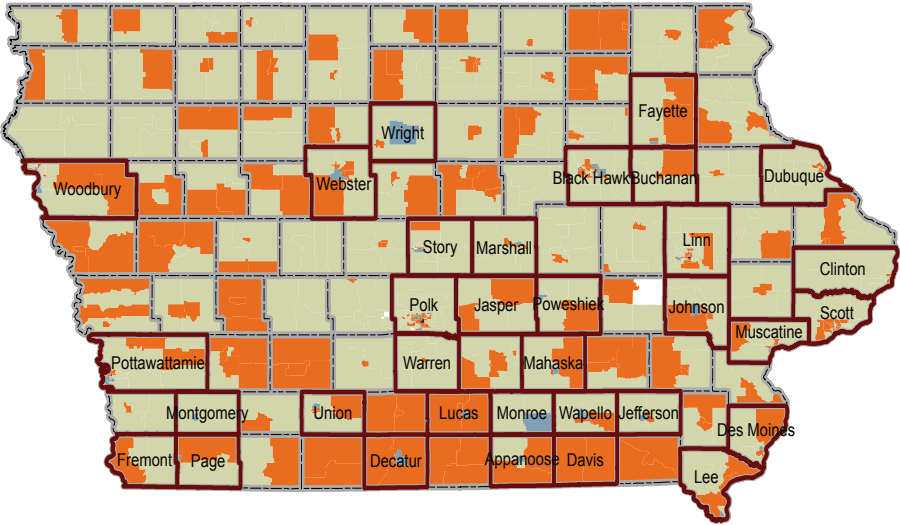 Fayette
Wright
Woodbury
Webster
Black Hawk
Buchanan
Dubuque
Story
Marshall
Linn
Clinton
Polk
Jasper
Poweshiek
Johnson
Scott
Muscatine
Pottawattamie
Warren
Mahaska
Montgomery
Union
Lucas
Monroe
Wapello
Jefferson
Des Moines
Fremont
Page
Decatur
Appanoose
Davis
Lee